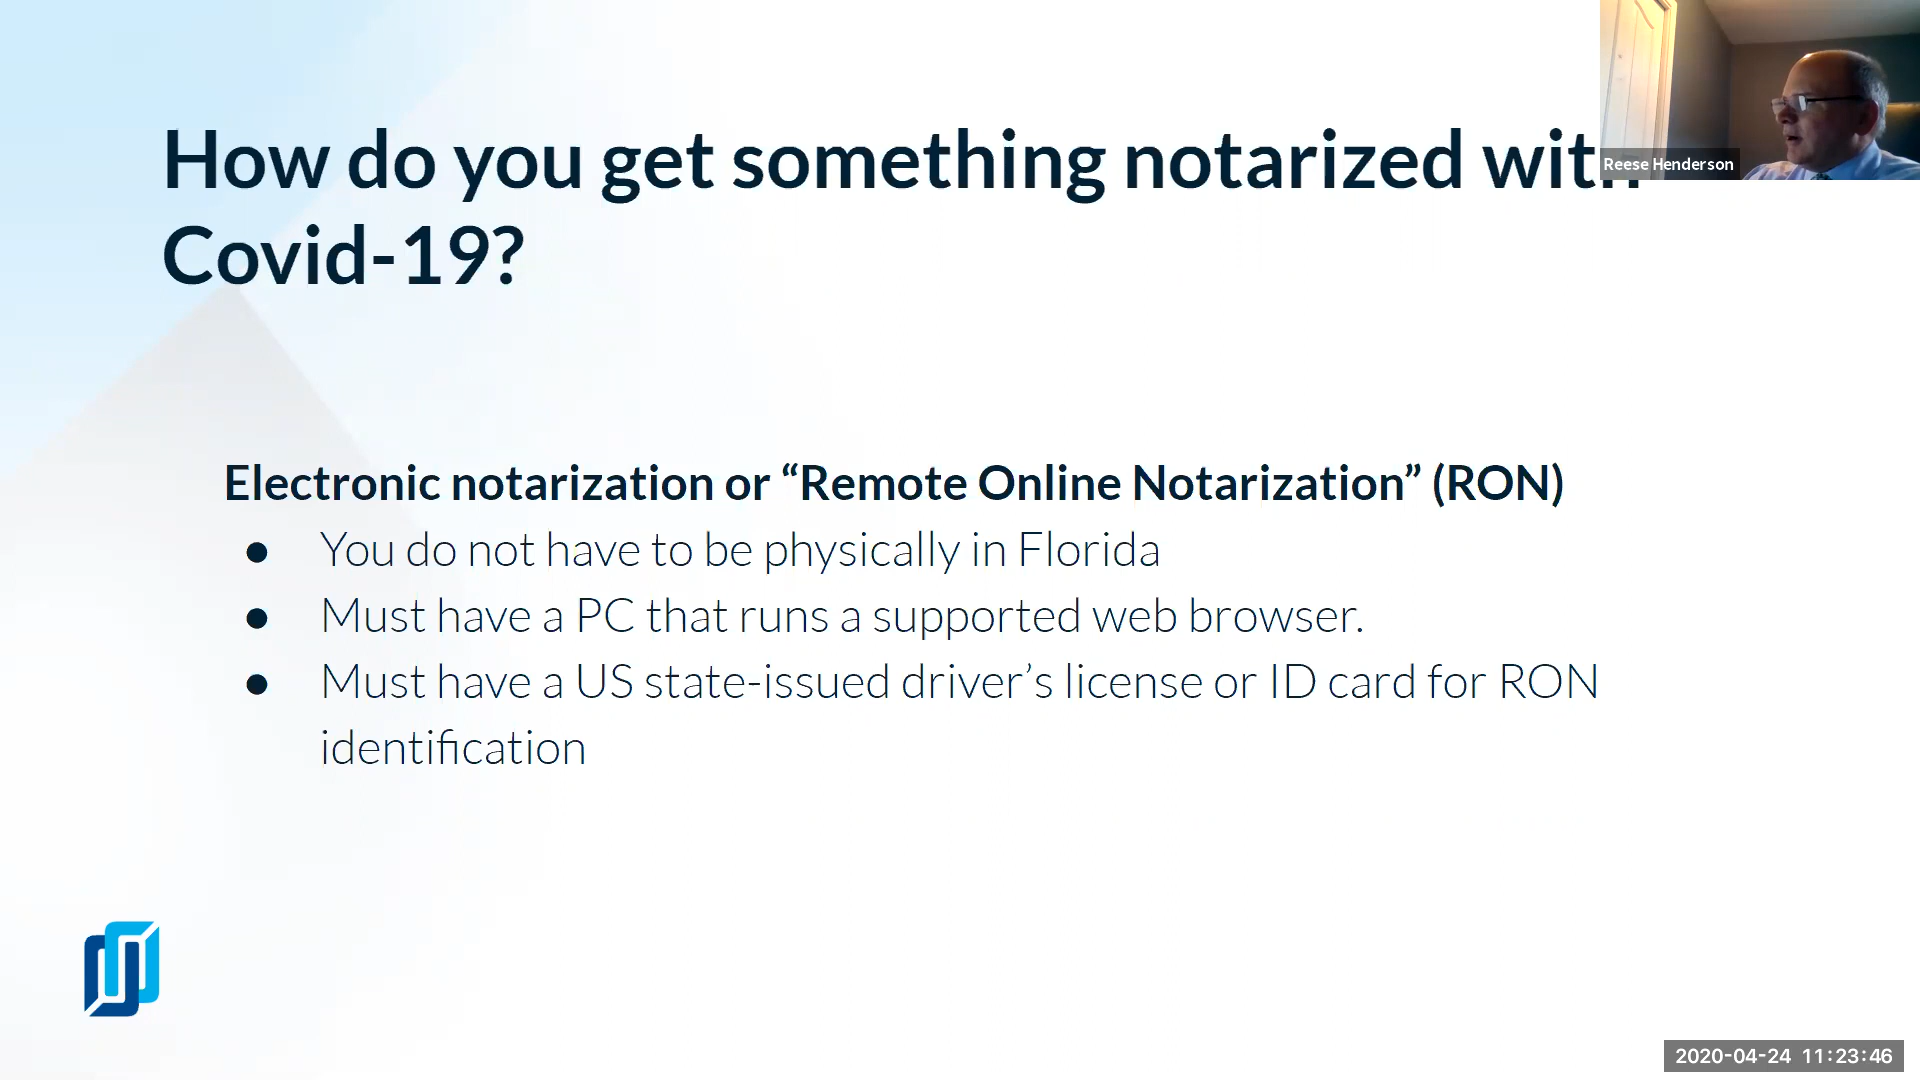 How do you get something notarized with
Covid-19?
Reese Henderson
Electronic notarization or “Remote Online Notarization” (RON)
● You do not have to be physically in Florida
● Must have a PC that runs a supported web browser.
● Must have a US state-issued driver’s license or ID card for RON
identification
2020-04-24 11:23:46